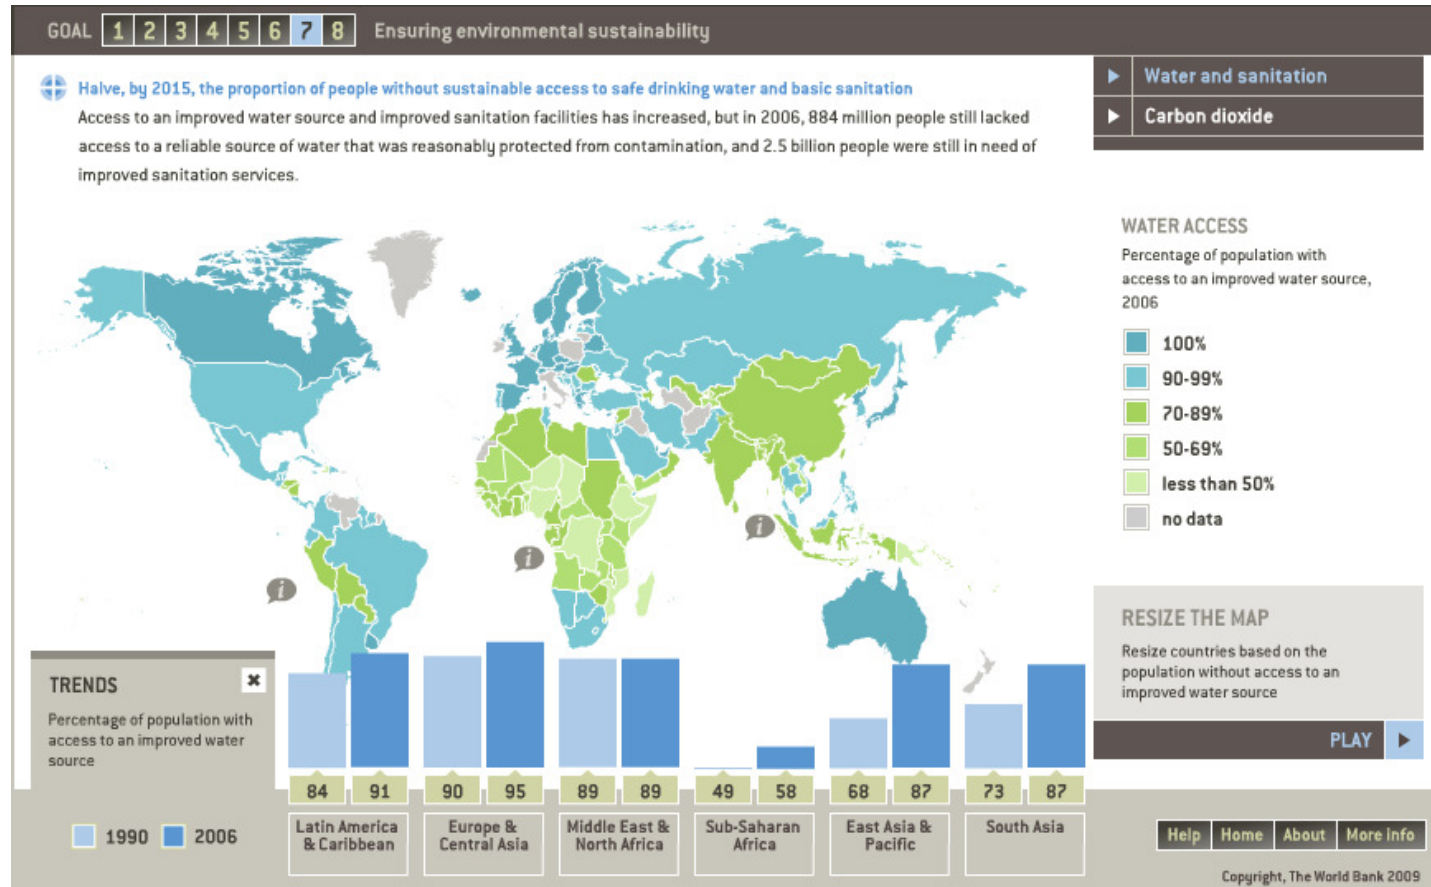 GOAL 1 2 3 4 5 6 7 8 Ensuring environmental sustainability
Halve, by 2015, the proportion of people without sustainable access to safe drinking water and basic sanitation
Access to an improved water source and improved sanitation facilities has increased, but in 2006, 884 million people still lacked
access to a reliable source of water that was reasonably protected from contamination, and 2.5 billion people were still in need of
improved sanitation services.
Water and sanitation
Carbon dioxide
WATER ACCESS
Percentage of population with
access to an improved water source,
2006
100%
90-99%
70-89%
50-69%
less than 50%
no data
i
i
i
RESIZE THE MAP
Resize countries based on the
population without access to an
improved water source
PLAY
TRENDS
Percentage of population with
access to an improved water
source
1990 2006
84 91 90 95 89 89 49 58 68 87 73 87
Latin America
& Caribbean
Europe &
Central Asia
Middle East &
North Africa
Sub-Saharan
Africa
East Asia &
Pacific
South Asia
Help Home About More info
Copyright, The World Bank 2009